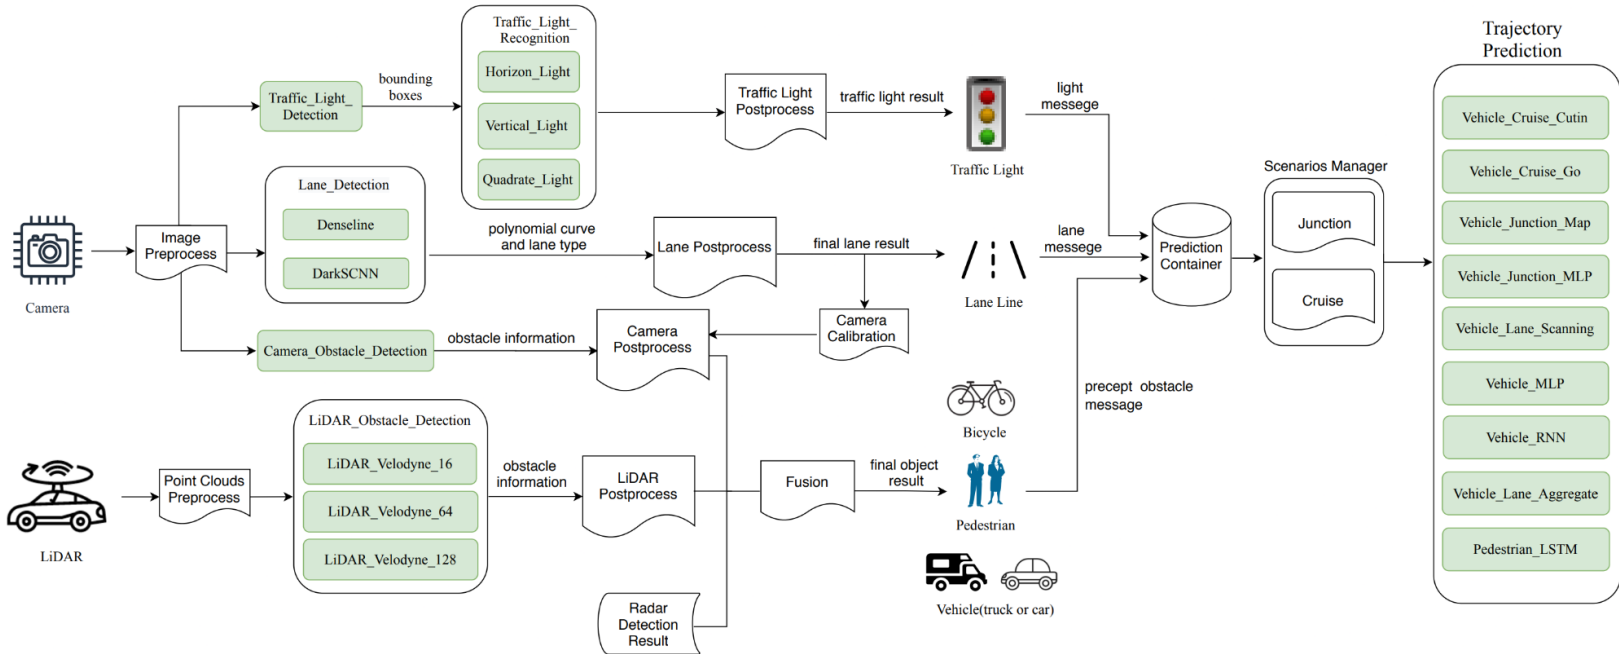 Camera
Image
Preprocess
Traffic_Light_
Detection
bounding
boxes
Traffic_Light_
Recognition
Horizon_Light
Vertical_Light
Quadrate_Light
Traffic Light
Postprocess
traffic light result
Traffic Light
light
messege
Lane_Detection
Denseline
DarkSCNN
polynomial curve
and lane type
Lane Postprocess
final lane result
Lane Line
lane
messege
Camera_Obstacle_Detection
obstacle information
Camera
Postprocess
Camera
Calibration
LiDAR
Point Clouds
Preprocess
LiDAR_Obstacle_Detection
LiDAR_Velodyne_16
LiDAR_Velodyne_64
LiDAR_Velodyne_128
obstacle
information
LiDAR
Postprocess
Radar
Detection
Result
Fusion
final object
result
Bicycle
Pedestrian
Vehicle(truck or car)
precept obstacle
message
Prediction
Container
Scenarios Manager
Junction
Cruise
Trajectory
Prediction
Vehicle_Cruise_Cutin
Vehicle_Cruise_Go
Vehicle_Junction_Map
Vehicle_Junction_MLP
Vehicle_Lane_Scanning
Vehicle_MLP
Vehicle_RNN
Vehicle_Lane_Aggregate
Pedestrian_LSTM